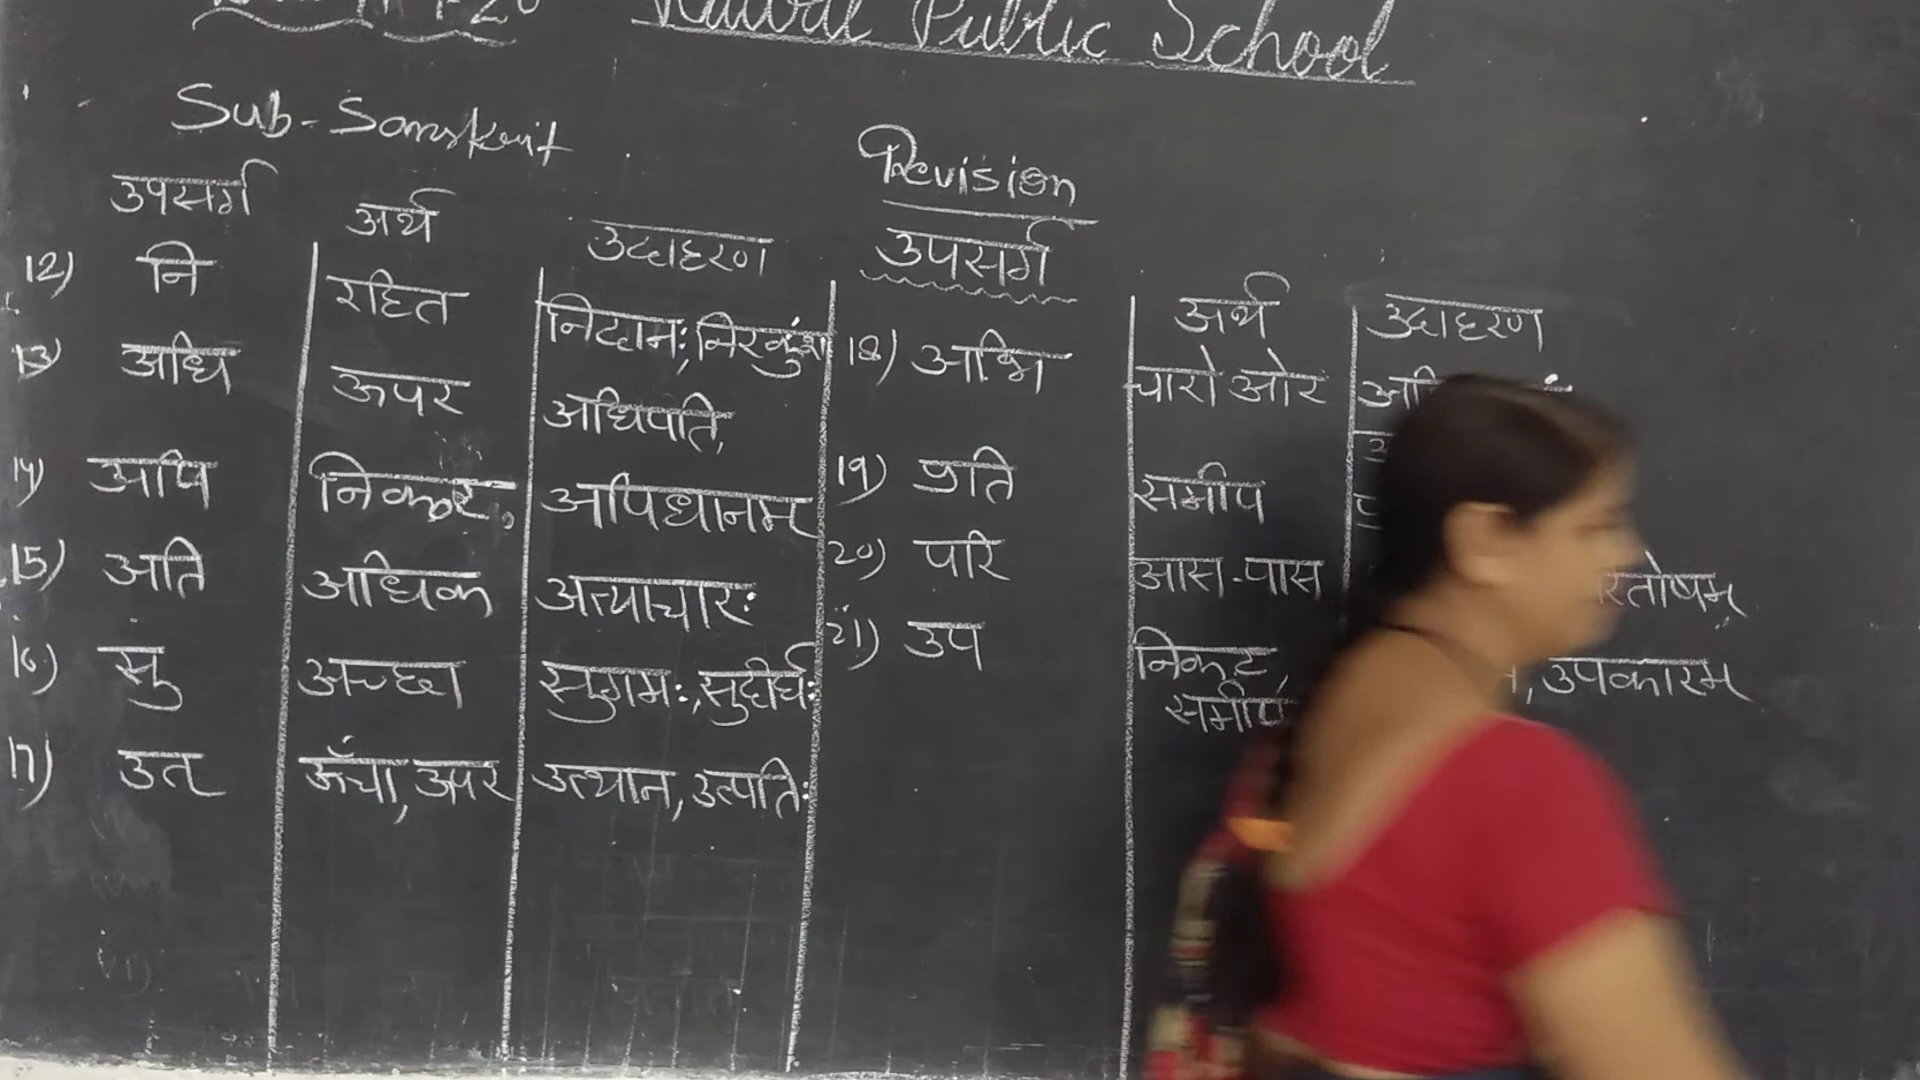 Public School
Sub-Sanskrit
Revision
उपसर्ग अर्थ उदाहरण
12) नि रहित निदानः, निरकुंश
13) अधि ऊपर अधिपति,
14) अपि निकट, अपिधानम्
15) अति अधिक अत्याचारः
16) सु अच्छा सुगमः, सुदीर्घः
17) उत् ऊँचा, ऊपर उत्थान, उत्पतिः
उपसर्ग अर्थ उदाहरण
18) अभि चारो ओर
19) प्रति समीप
20) परि आस-पास
21) उप निकट, उपकारम्
समीप